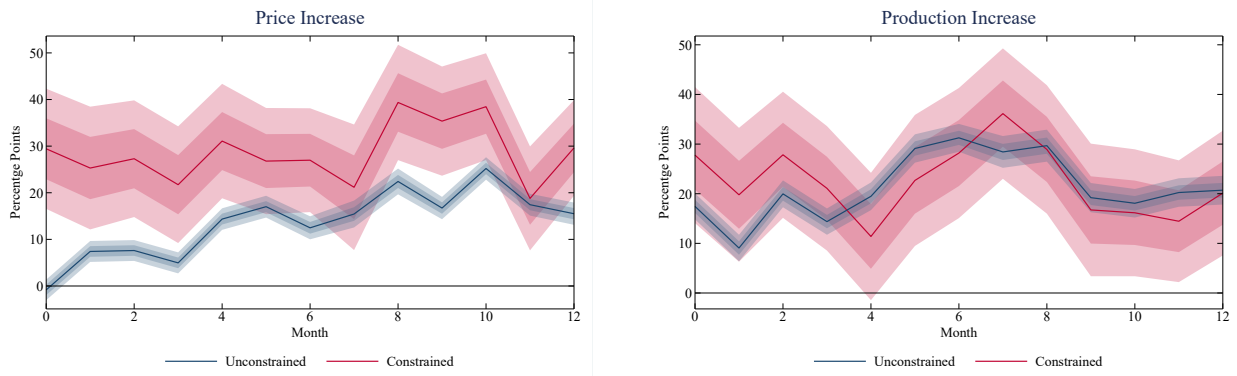 Price Increase
50
40
30
20
10
0
Percentge Points
0 2 4 6 8 10 12
Month
Unconstrained Constrained
Production Increase
50
40
30
20
10
0
Percentge Points
0 2 4 6 8 10 12
Month
Unconstrained Constrained